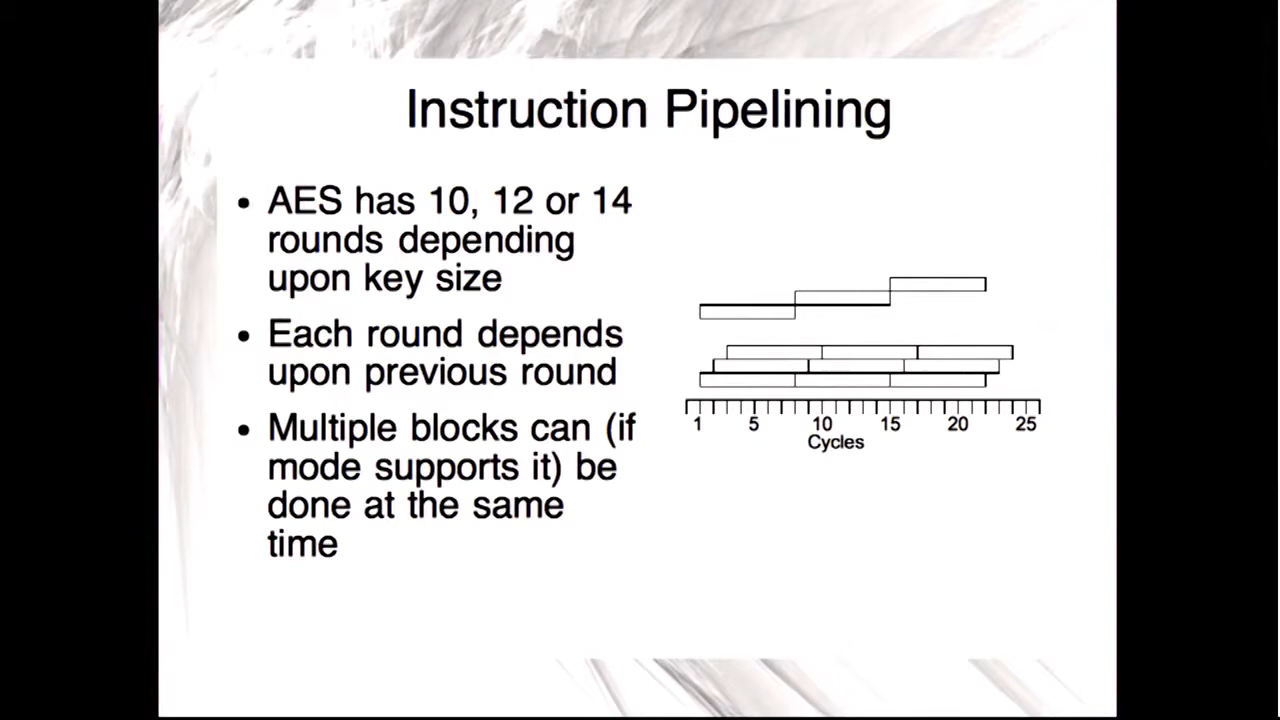 Instruction Pipelining
• AES has 10, 12 or 14
rounds depending
upon key size
• Each round depends
upon previous round
• Multiple blocks can (if
mode supports it) be
done at the same
time
1 5 10 15 20 25
Cycles